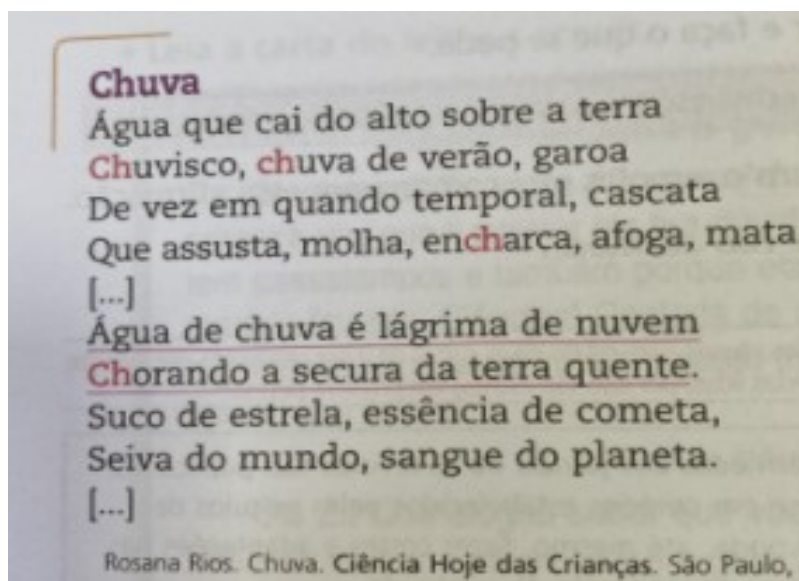 Chuva
Água que cai do alto sobre a terra
Chuvisco, chuva de verão, garoa
De vez em quando temporal, cascata
Que assusta, molha, encharca, afoga, mata
[...]
Água de chuva é lágrima de nuvem
Chorando a secura da terra quente.
Suco de estrela, essência de cometa,
Seiva do mundo, sangue do planeta.
[...]
Rosana Rios. Chuva. Ciência Hoje das Crianças. São Paulo,